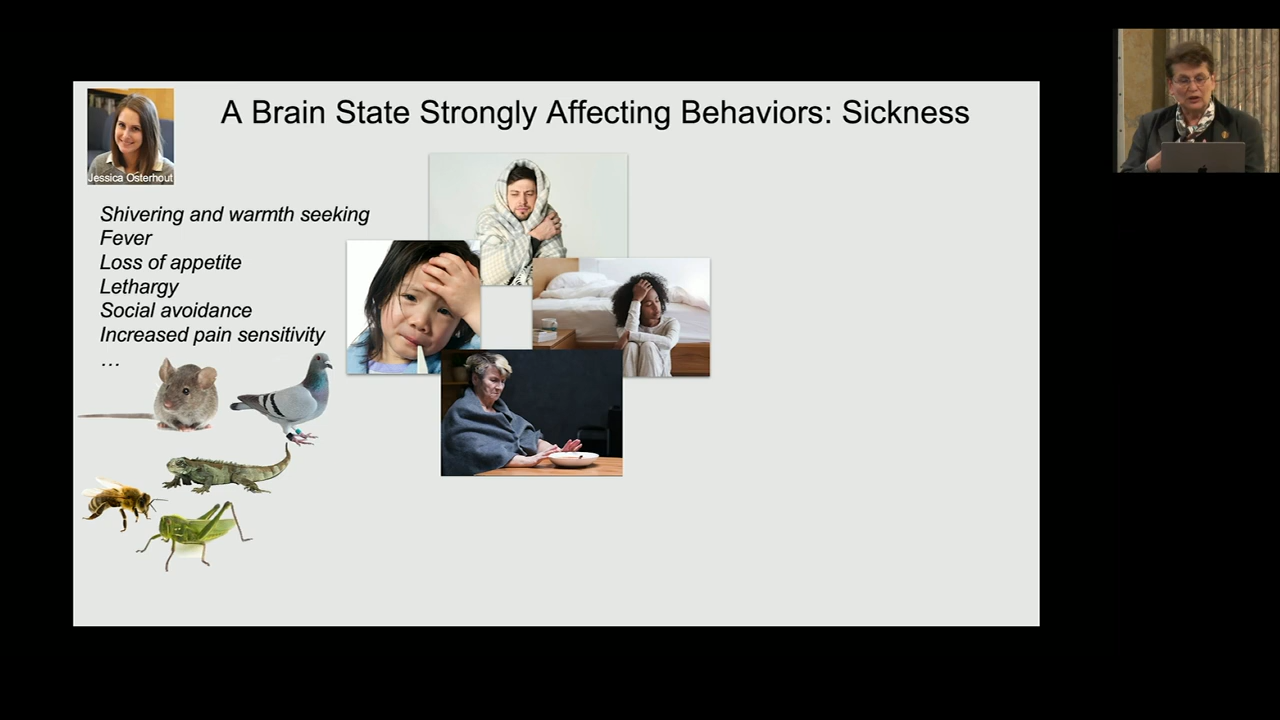 A Brain State Strongly Affecting Behaviors: Sickness
Jessica Osterhout
Shivering and warmth seeking
Fever
Loss of appetite
Lethargy
Social avoidance
Increased pain sensitivity
…